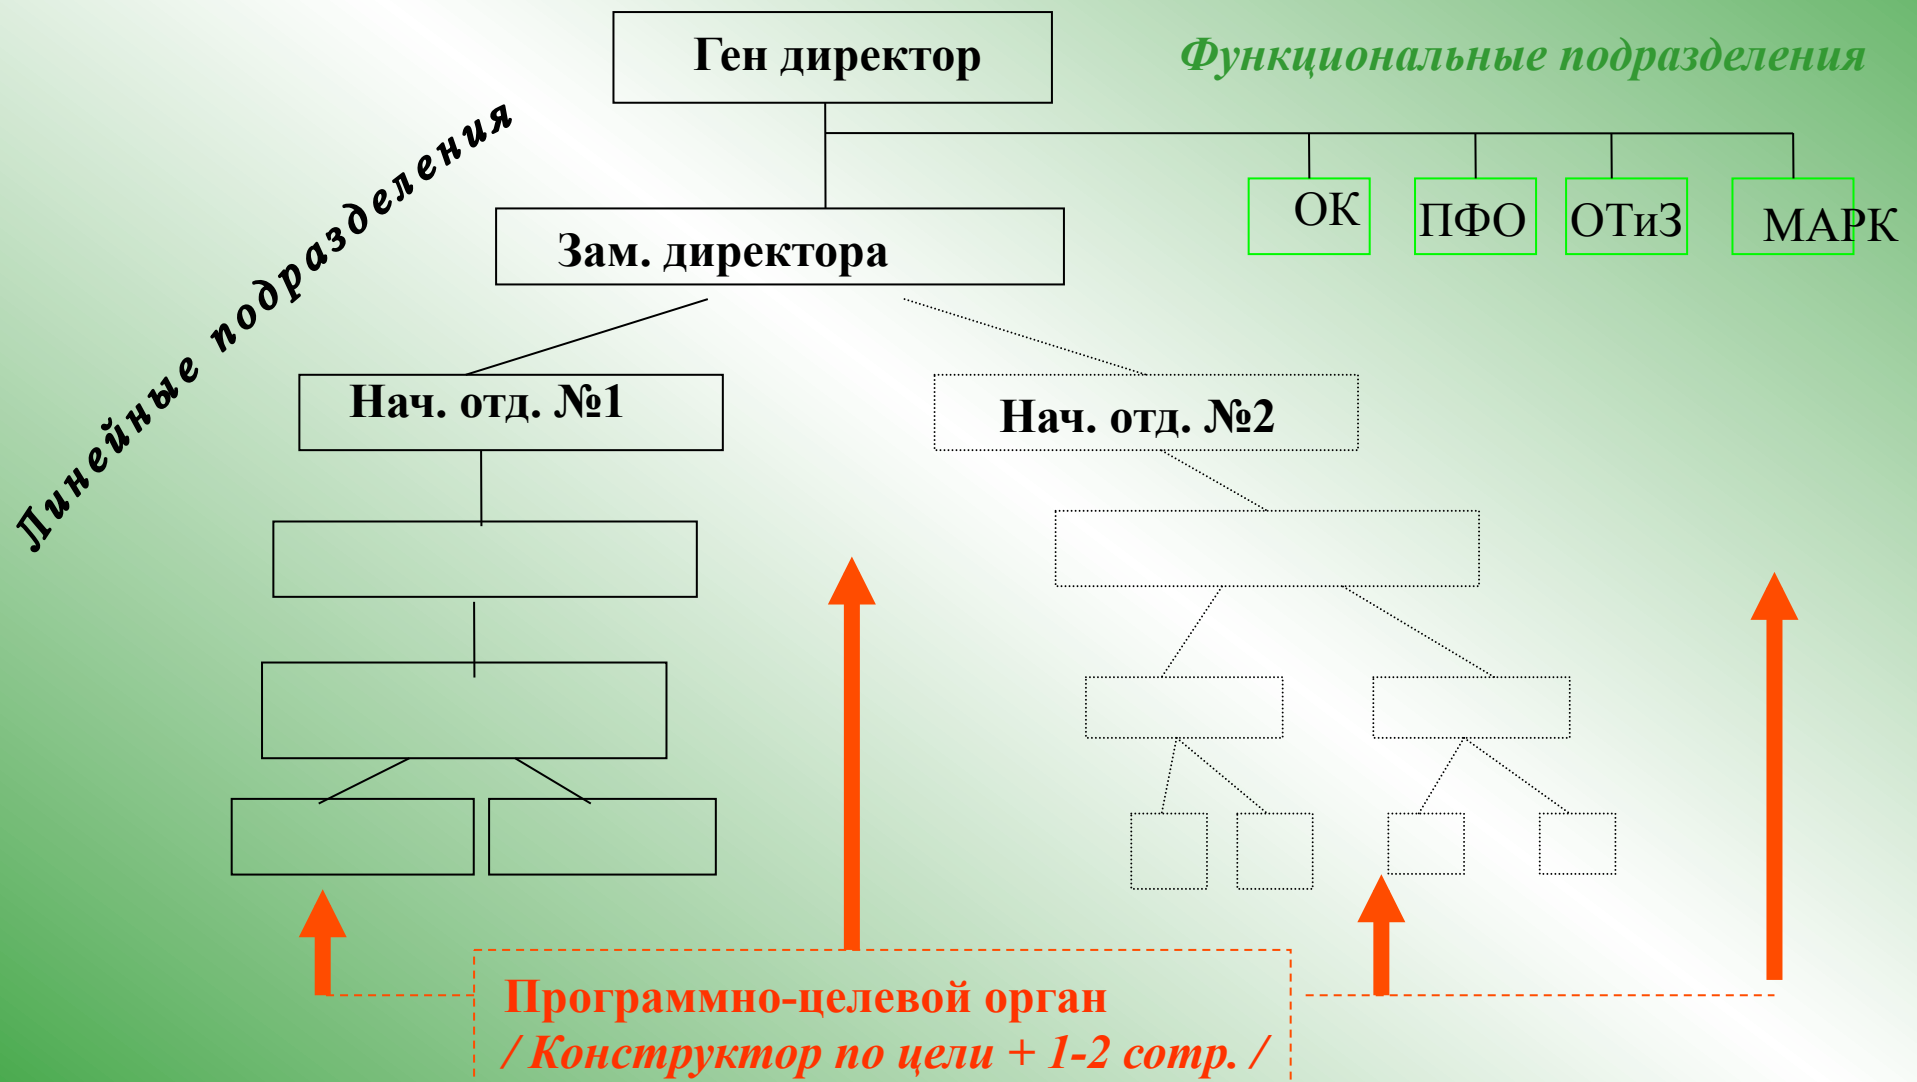 Ген директор
Функциональные подразделения
Линейные подразделения
ОК
ПФО
ОТиЗ
МАРК
Зам. директора
Нач. отд. №1
Нач. отд. №2
Программно-целевой орган
/ Конструктор по цели + 1-2 сотр. /